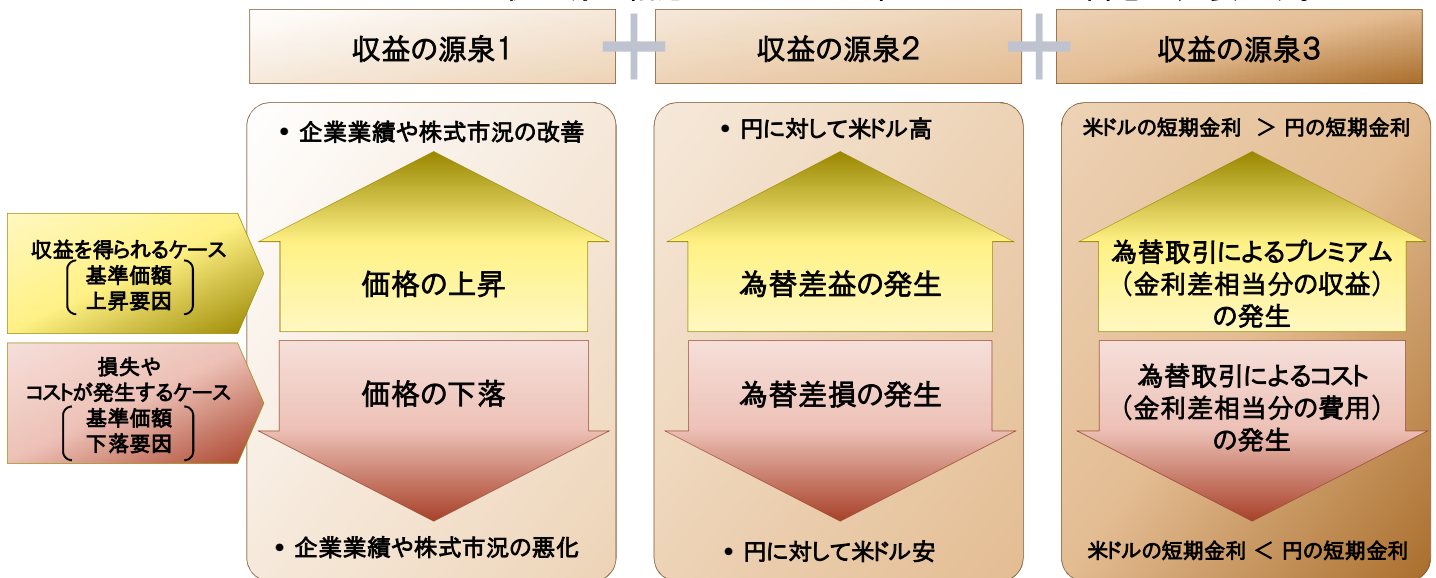 収益の源泉1
収益の源泉2
収益の源泉3
収益を得られるケース
基準価額
上昇要因
損失や
コストが発生するケース
基準価額
下落要因
• 企業業績や株式市況の改善
価格の上昇
価格の下落
• 企業業績や株式市況の悪化
• 円に対して米ドル高
為替差益の発生
為替差損の発生
• 円に対して米ドル安
米ドルの短期金利 > 円の短期金利
為替取引によるプレミアム
(金利差相当分の収益)
の発生
為替取引によるコスト
(金利差相当分の費用)
の発生
米ドルの短期金利 < 円の短期金利